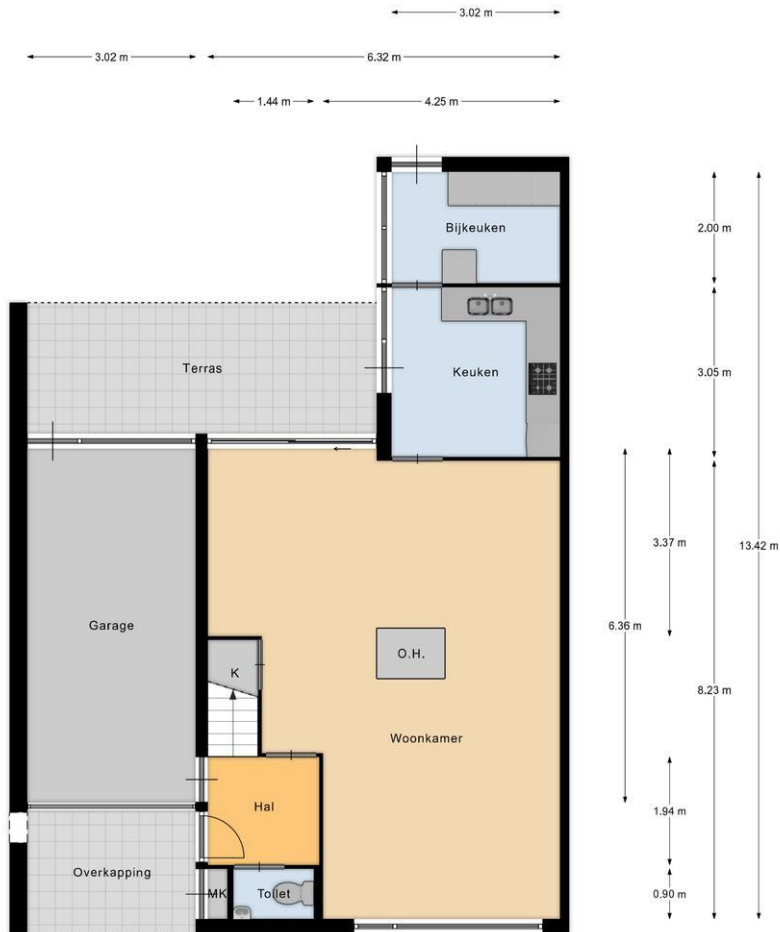 3.02 m
3.02 m
6.32 m
1.44 m
4.25 m
Bijkeuken
2.00 m
Terras
Keuken
3.05 m
3.37 m
13.42 m
Garage
6.36 m
O.H.
K
8.23 m
Woonkamer
Hal
1.94 m
Overkapping
MK
Toilet
0.90 m